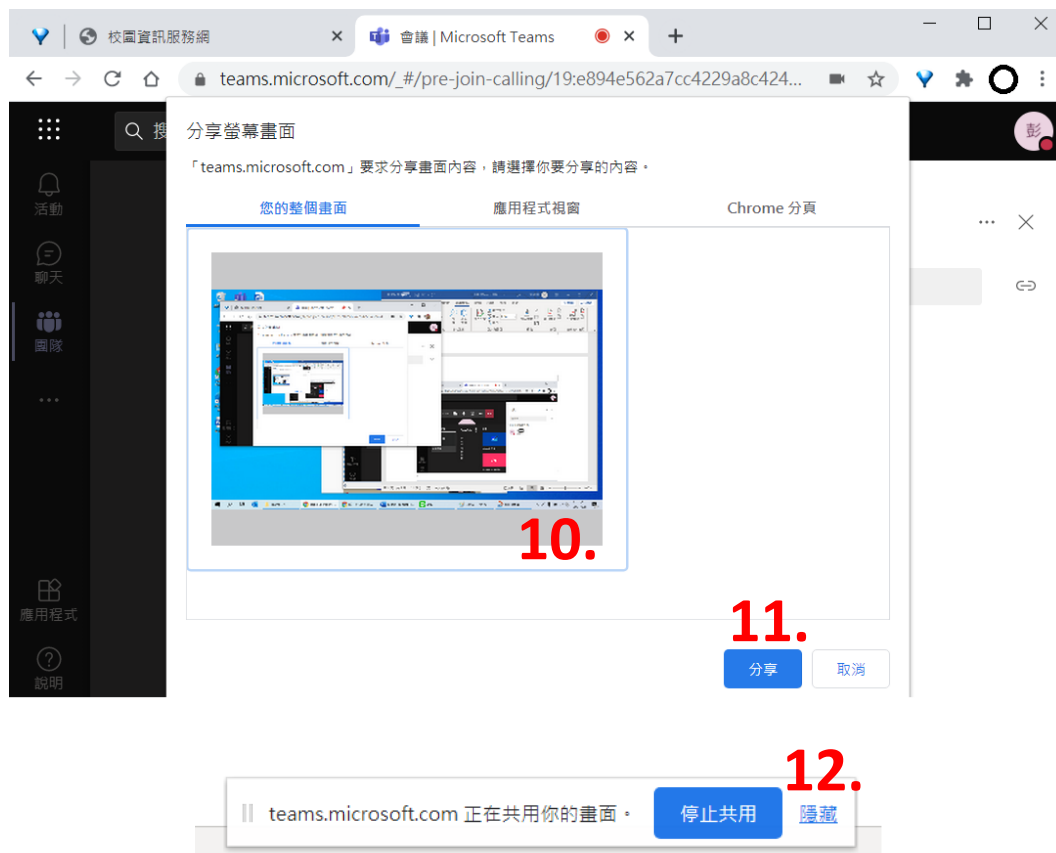 校園資訊服務網
會議 | Microsoft Teams
teams.microsoft.com/_#/pre-join-calling/19:e894e562a7cc4229a8c424...
搜
彭
分享螢幕畫面
「teams.microsoft.com」要求分享畫面內容，請選擇你要分享的內容。
您的整個畫面 應用程式視窗 Chrome 分頁
活動
聊天
團隊
10.
11.
應用程式
說明
分享 取消
12.
teams.microsoft.com 正在共用你的畫面。 停止共用 隱藏